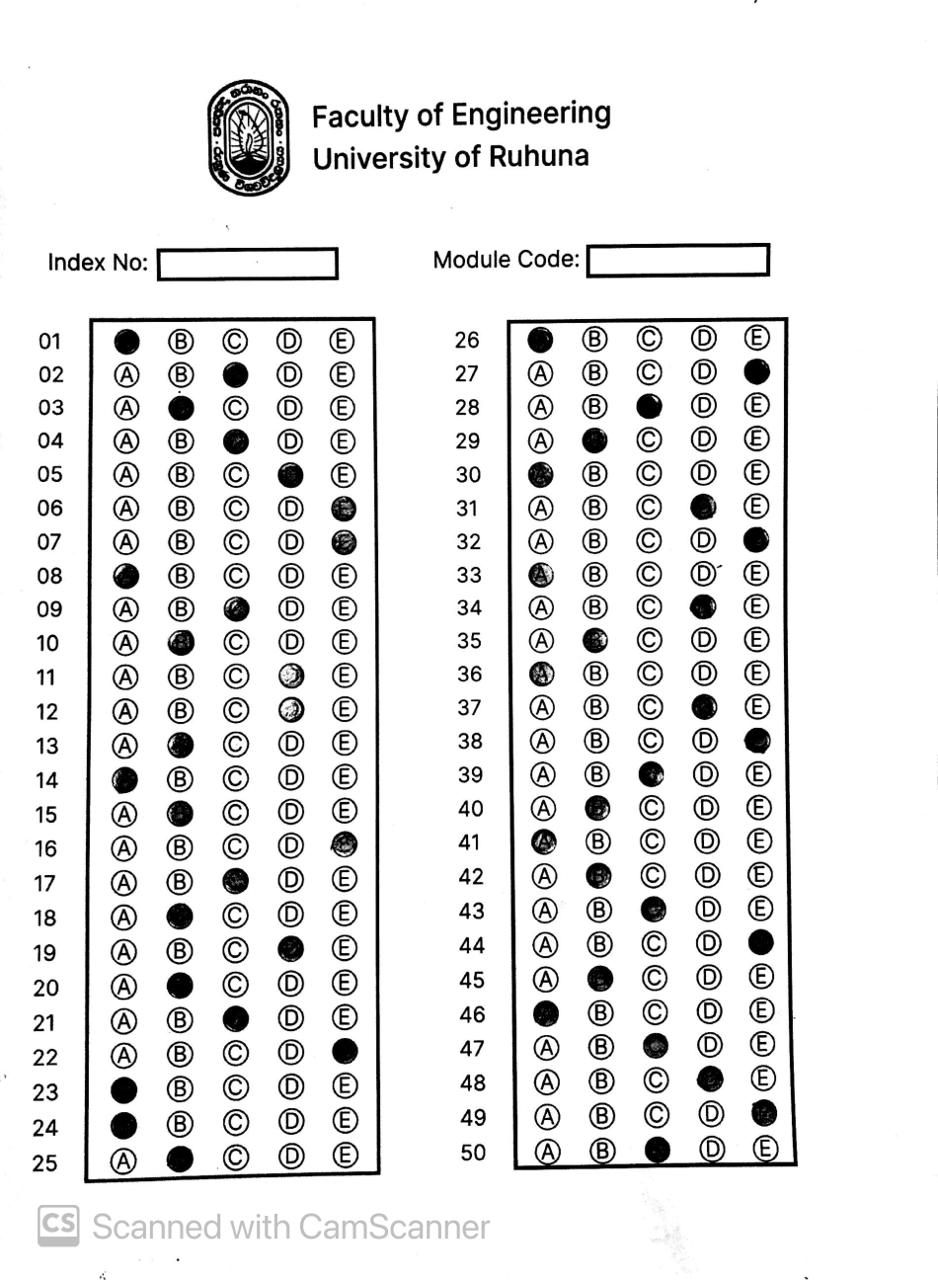 Faculty of Engineering
University of Ruhuna
Index No:
Module Code:
01 B C D E
02 A B D E
03 A C D E
04 A B D E
05 A B C E
06 A B C D
07 A B C D
08 B C D E
09 A B D E
10 A C D E
11 A B C E
12 A B C E
13 A C D E
14 B C D E
15 A C D E
16 A B C D
17 A B D E
18 A C D E
19 A B C E
20 A C D E
21 A B D E
22 A B C D
23 B C D E
24 B C D E
25 A C D E
26 B C D E
27 A B C D
28 A B D E
29 A C D E
30 B C D E
31 A B C E
32 A B C D
33 A B C D E
34 A B C E
35 A C D E
36 A B C D E
37 A B C E
38 A B C D
39 A B D E
40 A C D E
41 A B C D E
42 A B C D E
43 A B D E
44 A B C D
45 A C D E
46 B C D E
47 A B D E
48 A B C E
49 A B C D
50 A B D E
CS Scanned with CamScanner